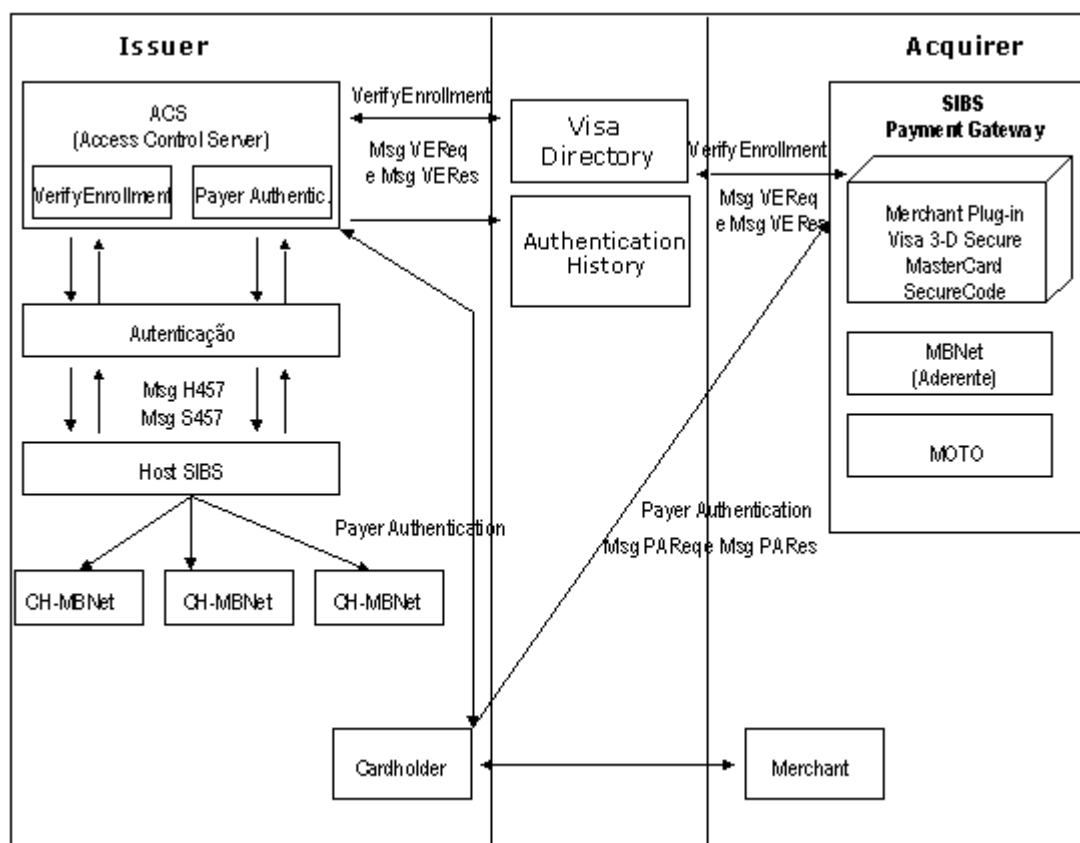 Issuer
Acquirer
ACS
(Access Control Server)
VerifyEnrollment
Payer Authentic.
VerifyEnrollment
Msg VEReq
e Msg VERes
Visa
Directory
Authentication
History
VerifyEnrollment
Msg VEReq
e Msg VERes
SIBS
Payment Gateway
Merchant Plug-in
Visa 3-D Secure
MasterCard
SecureCode
MBNet
(Aderente)
MOTO
Autenticação
Msg H457
Msg S457
Host SIBS
Payer Authentication
Payer Authentication
Msg PAReq e Msg PARes
CH-MBNet
CH-MBNet
CH-MBNet
Cardholder
Merchant